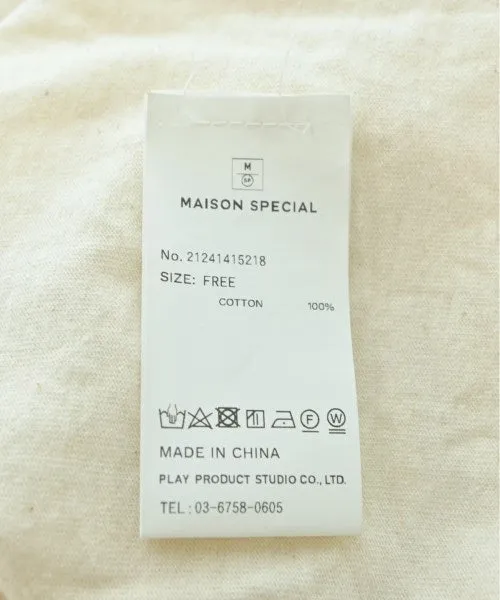 M
SP
MAISON SPECIAL
No. 21241415218
SIZE: FREE
COTTON 100%
F W
MADE IN CHINA
PLAY PRODUCT STUDIO CO., LTD.
TEL: 03-6758-0605